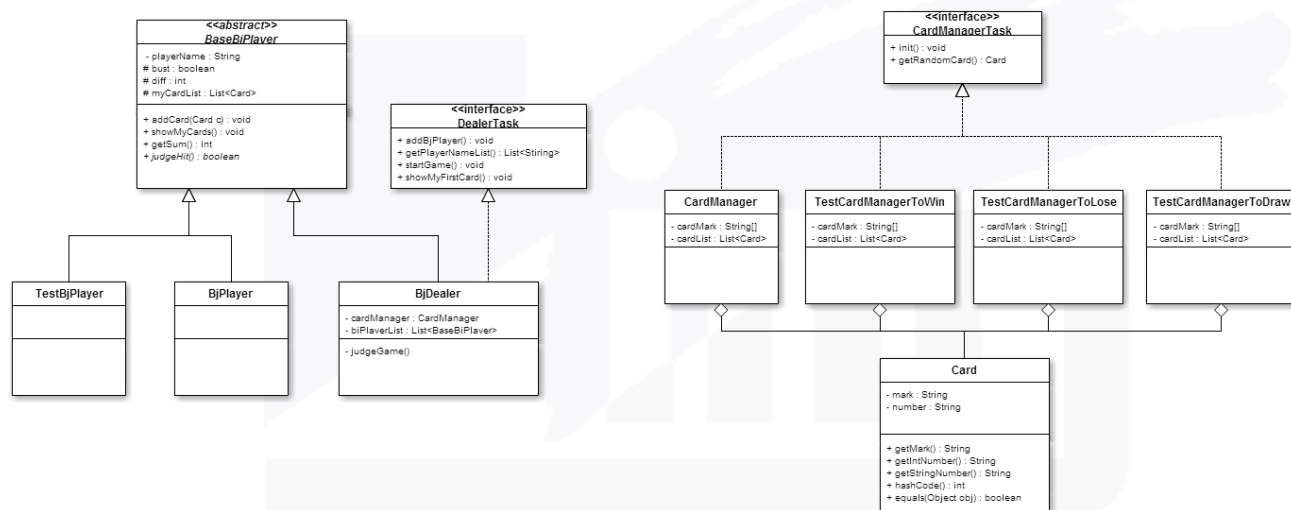 <<abstract>>
BaseBjPlayer
- playerName : String
# bust : boolean
# diff : int
# myCardList : List<Card>
+ addCard(Card c) : void
+ showMyCards() : void
+ getSum() : int
+ judgeHit() : boolean
<<interface>>
DealerTask
+ addBjPlayer() : void
+ getPlayerNameList() : List<Stiring>
+ startGame() : void
+ showMyFirstCard() : void
TestBjPlayer
BjPlayer
BjDealer
- cardManager : CardManager
- bjPlayerList : List<BaseBjPlayer>
- judgeGame()
<<interface>>
CardManagerTask
+ init() : void
+ getRandomCard() : Card
CardManager
- cardMark : String[]
- cardList : List<Card>
TestCardManagerToWin
- cardMark : String[]
- cardList : List<Card>
TestCardManagerToLose
- cardMark : String[]
- cardList : List<Card>
TestCardManagerToDraw
- cardMark : String[]
- cardList : List<Card>
Card
- mark : String
- number : String
+ getMark() : String
+ getIntNumber() : String
+ getStringNumber() : String
+ hashCode() : int
+ equals(Object obj) : boolean